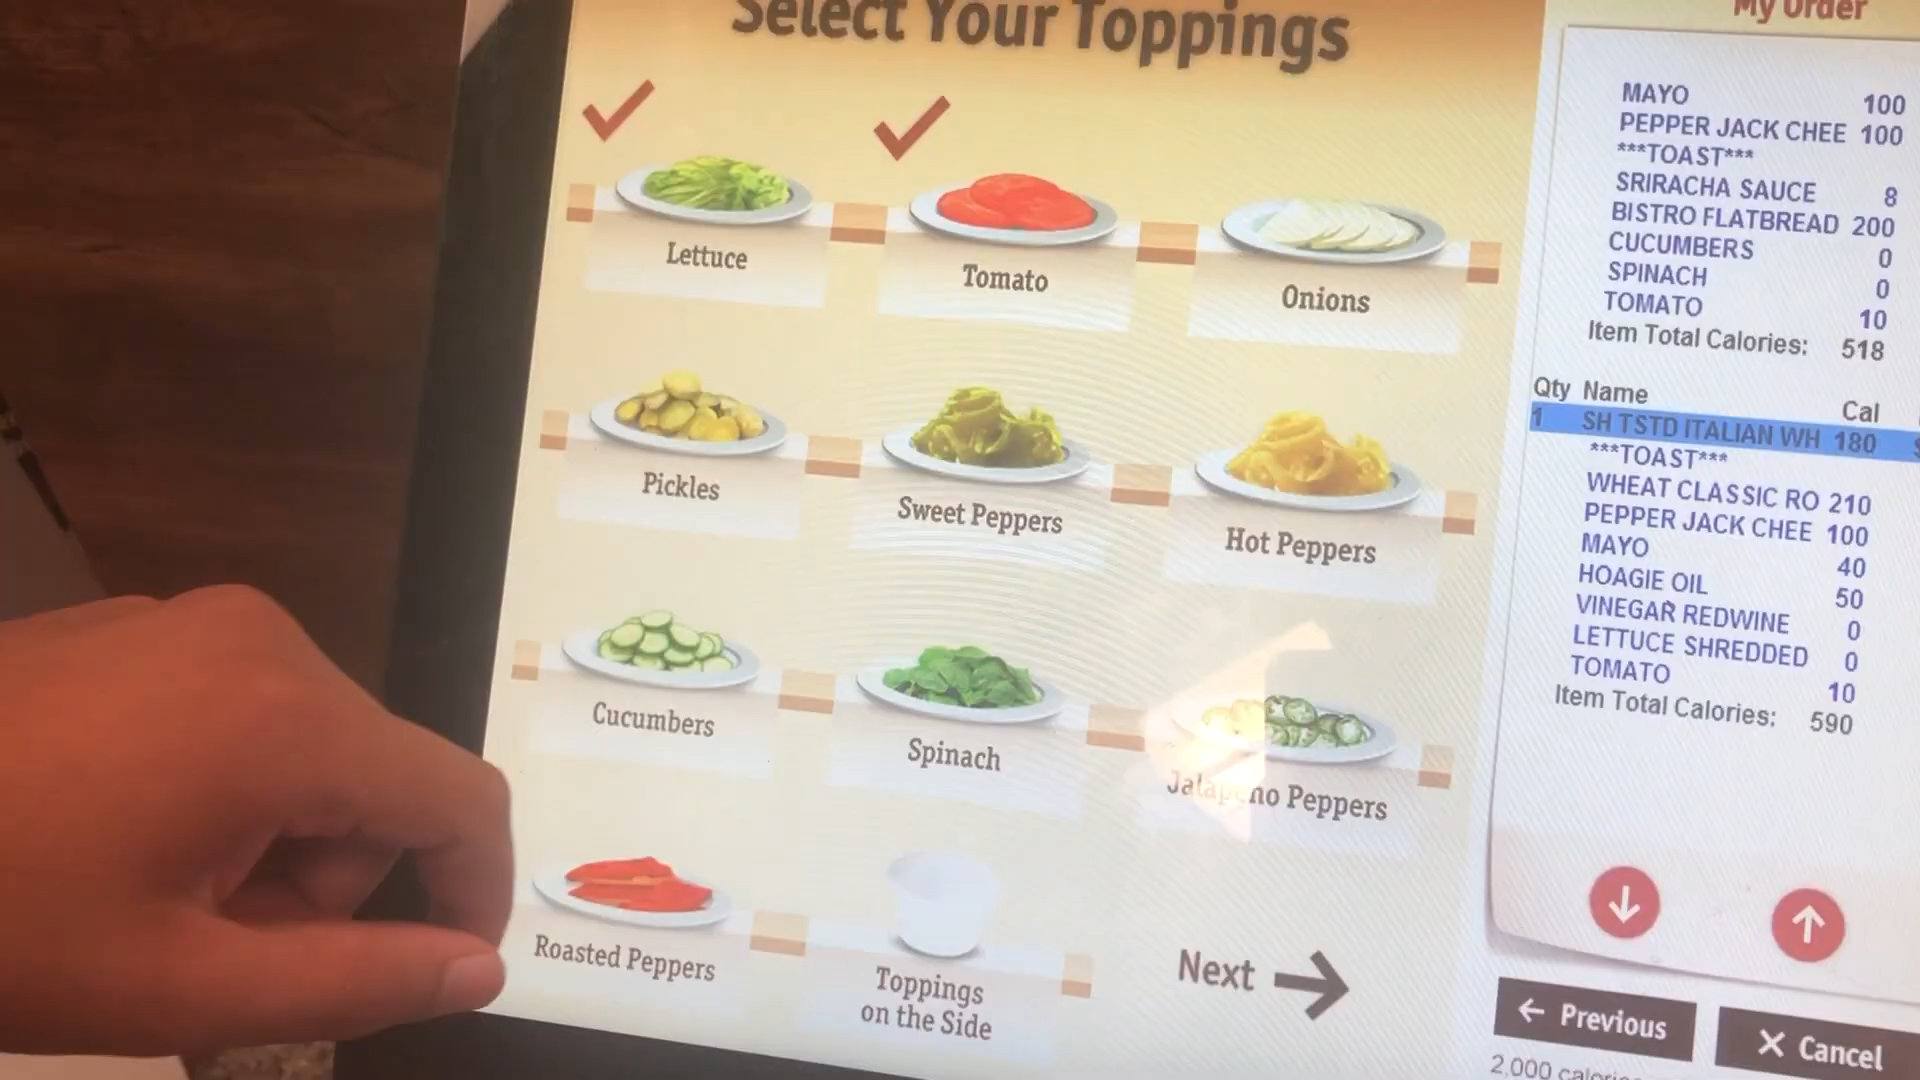 Select Your Toppings
Lettuce
Tomato
Onions
Pickles
Sweet Peppers
Hot Peppers
Cucumbers
Spinach
Jalapeno Peppers
Roasted Peppers
Toppings
on the Side
Next
My Order
MAYO 100
PEPPER JACK CHEE 100
***TOAST***
SRIRACHA SAUCE 8
BISTRO FLATBREAD 200
CUCUMBERS 0
SPINACH 0
TOMATO 10
Item Total Calories: 518
Qty Name Cal
1 SH TSTD ITALIAN WH 180
***TOAST***
WHEAT CLASSIC RO 210
PEPPER JACK CHEE 100
MAYO 40
HOAGIE OIL 50
VINEGAR REDWINE 0
LETTUCE SHREDDED 0
TOMATO 10
Item Total Calories: 590
Previous
Cancel
2,000